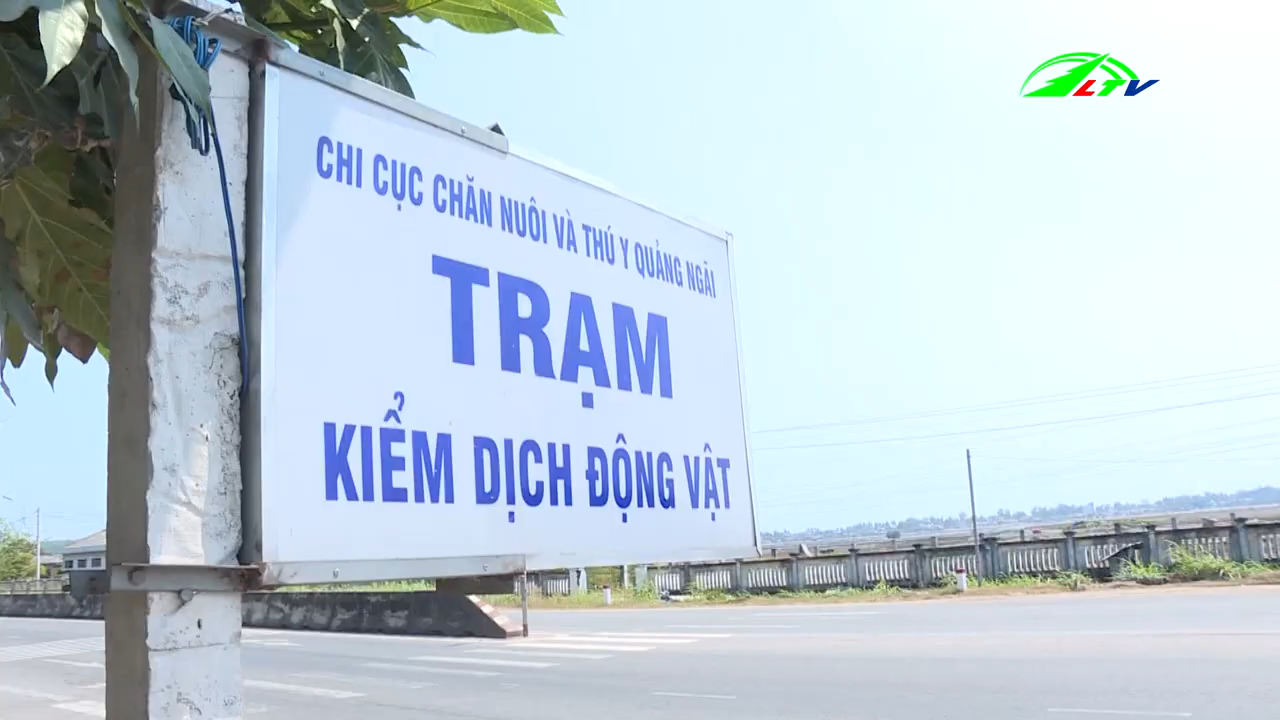 LTV
CHI CỤC CHĂN NUÔI VÀ THÚ Y QUẢNG NGÃI
TRẠM
KIỂM DỊCH ĐỘNG VẬT